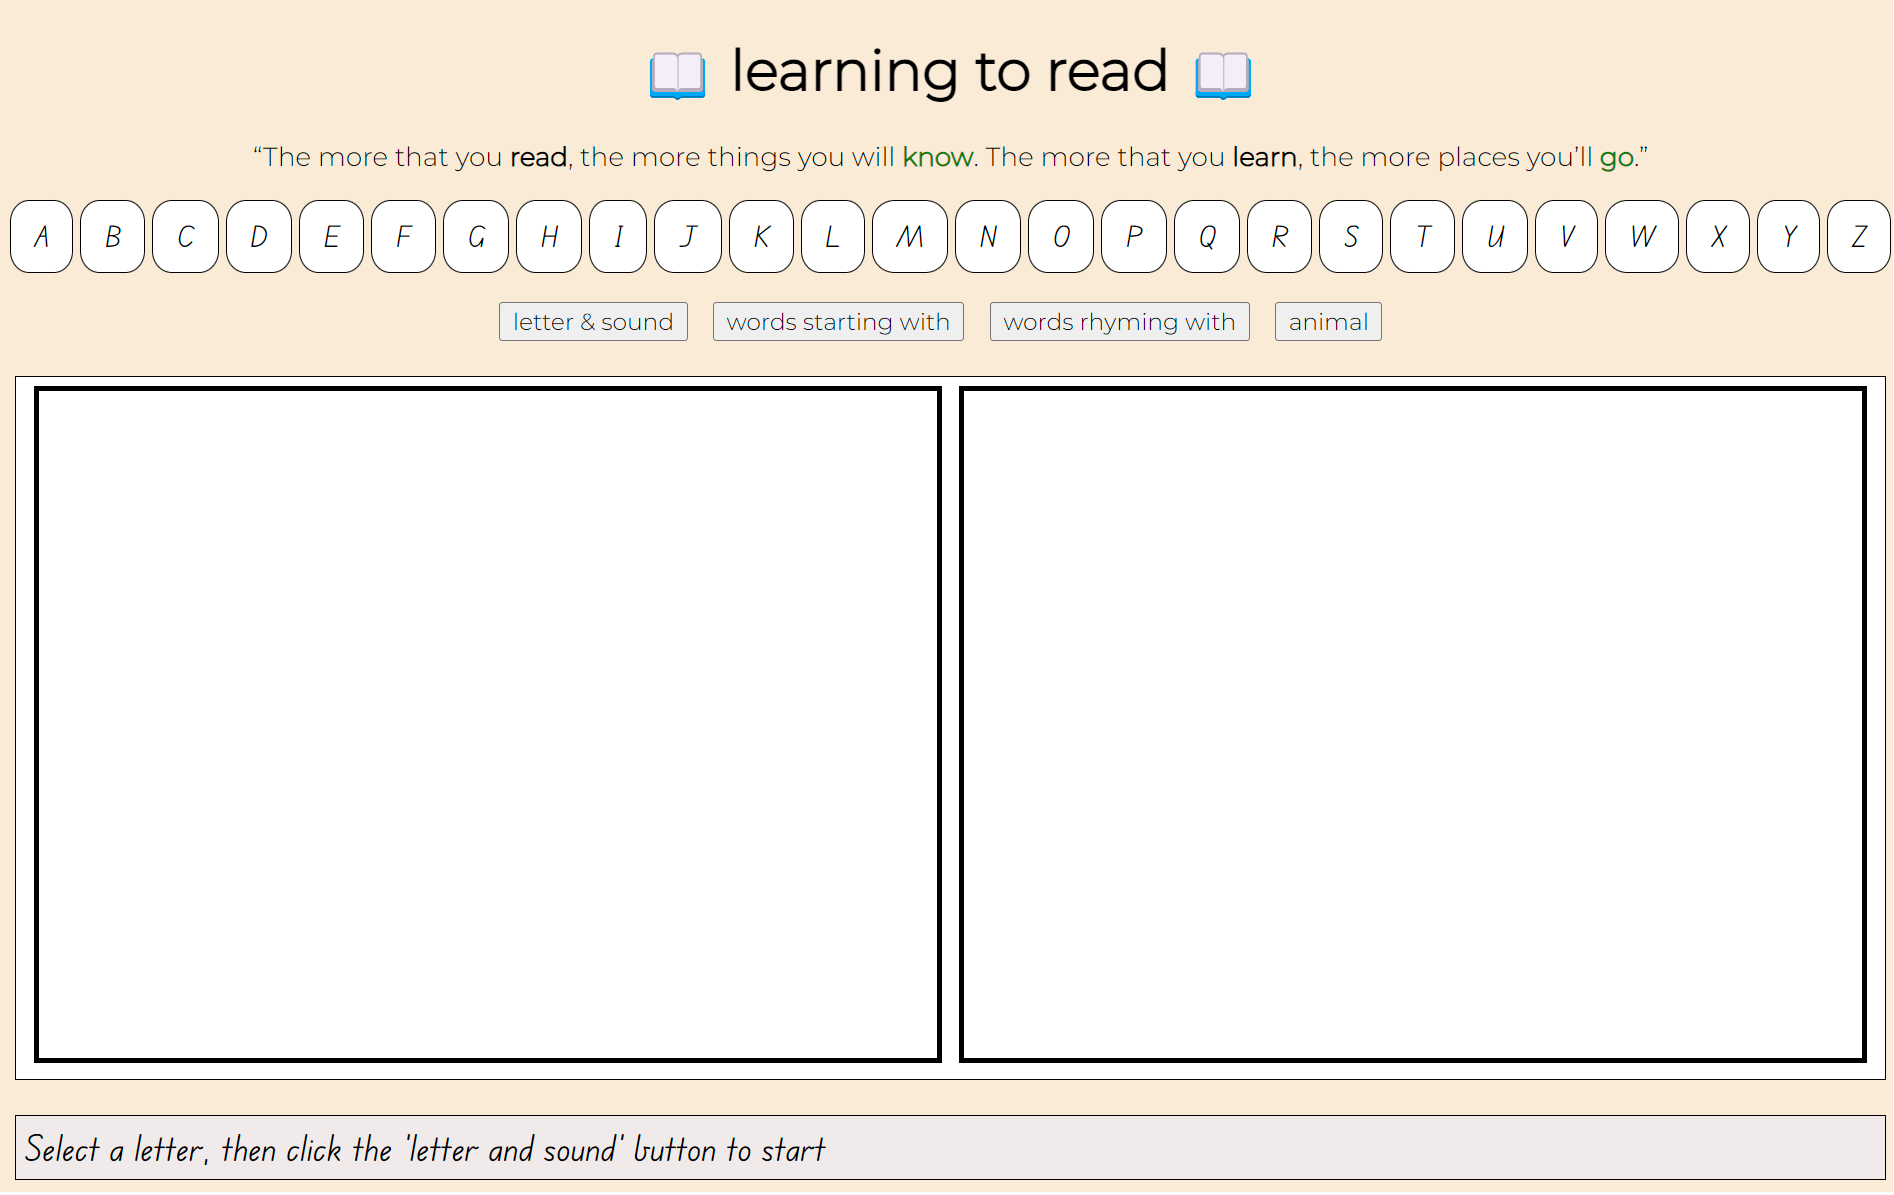 📖 learning to read 📖
“The more that you read, the more things you will know. The more that you learn, the more places you’ll go.”
A B C D E F G H I J K L M N O P Q R S T U V W X Y Z
letter & sound words starting with words rhyming with animal
Select a letter, then click the 'letter and sound' button to start